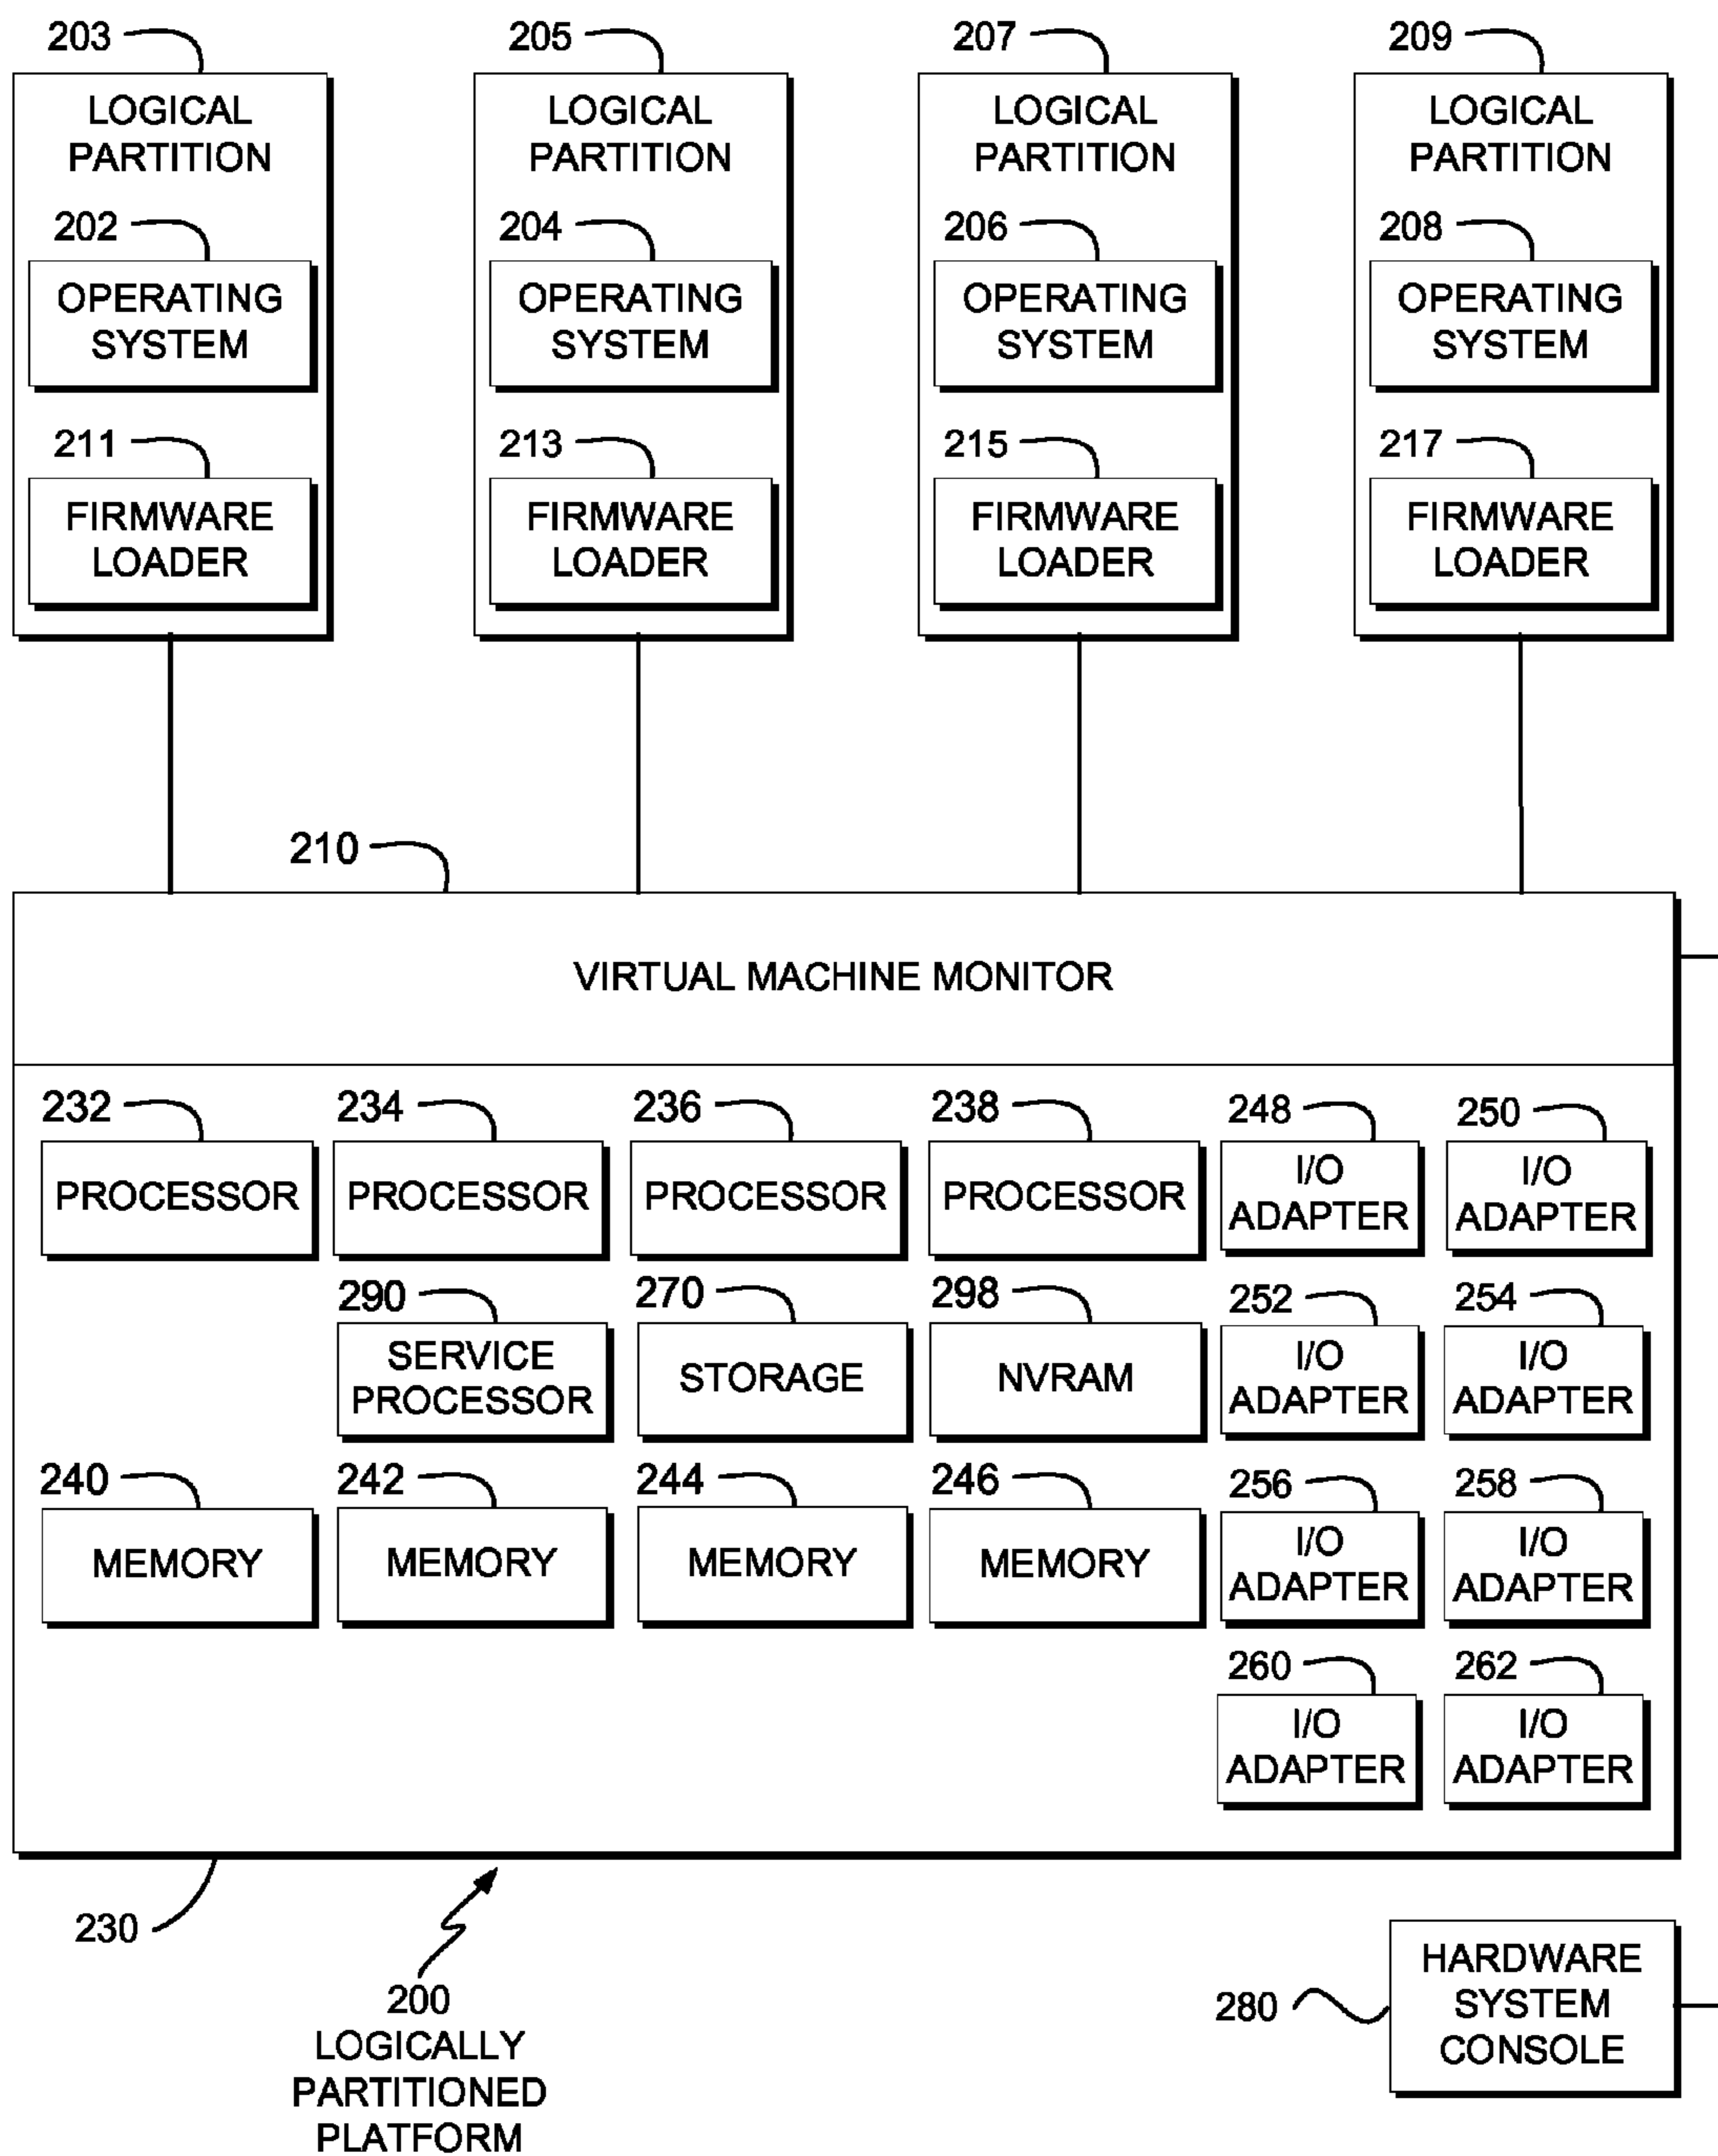 203 205 207 209
LOGICAL LOGICAL LOGICAL LOGICAL
PARTITION PARTITION PARTITION PARTITION
202 204 206 208
OPERATING OPERATING OPERATING OPERATING
SYSTEM SYSTEM SYSTEM SYSTEM
211 213 215 217
FIRMWARE FIRMWARE FIRMWARE FIRMWARE
LOADER LOADER LOADER LOADER
210
VIRTUAL MACHINE MONITOR
232 234 236 238 248 250
PROCESSOR PROCESSOR PROCESSOR PROCESSOR I/O I/O
ADAPTER ADAPTER
290 270 298 252 254
SERVICE STORAGE NVRAM I/O I/O
PROCESSOR ADAPTER ADAPTER
240 242 244 246 256 258
MEMORY MEMORY MEMORY MEMORY I/O I/O
ADAPTER ADAPTER
260 262
I/O I/O
ADAPTER ADAPTER
230
200
LOGICALLY
PARTITIONED
PLATFORM
280
HARDWARE
SYSTEM
CONSOLE